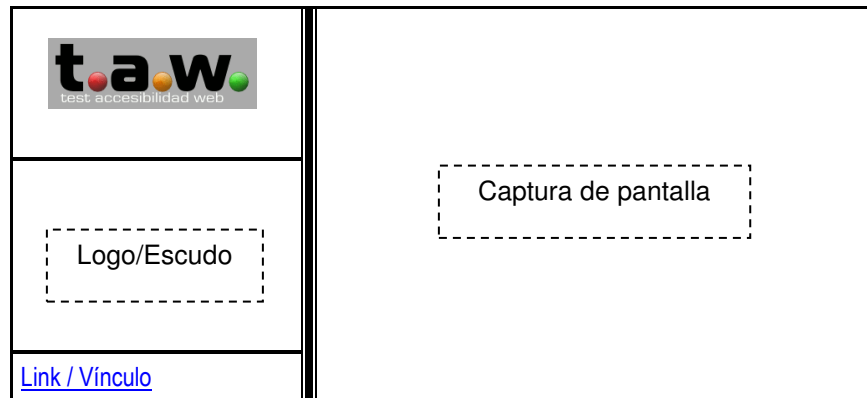 t.a.w.
test accesibilidad web
Captura de pantalla
Logo/Escudo
Link / Vínculo